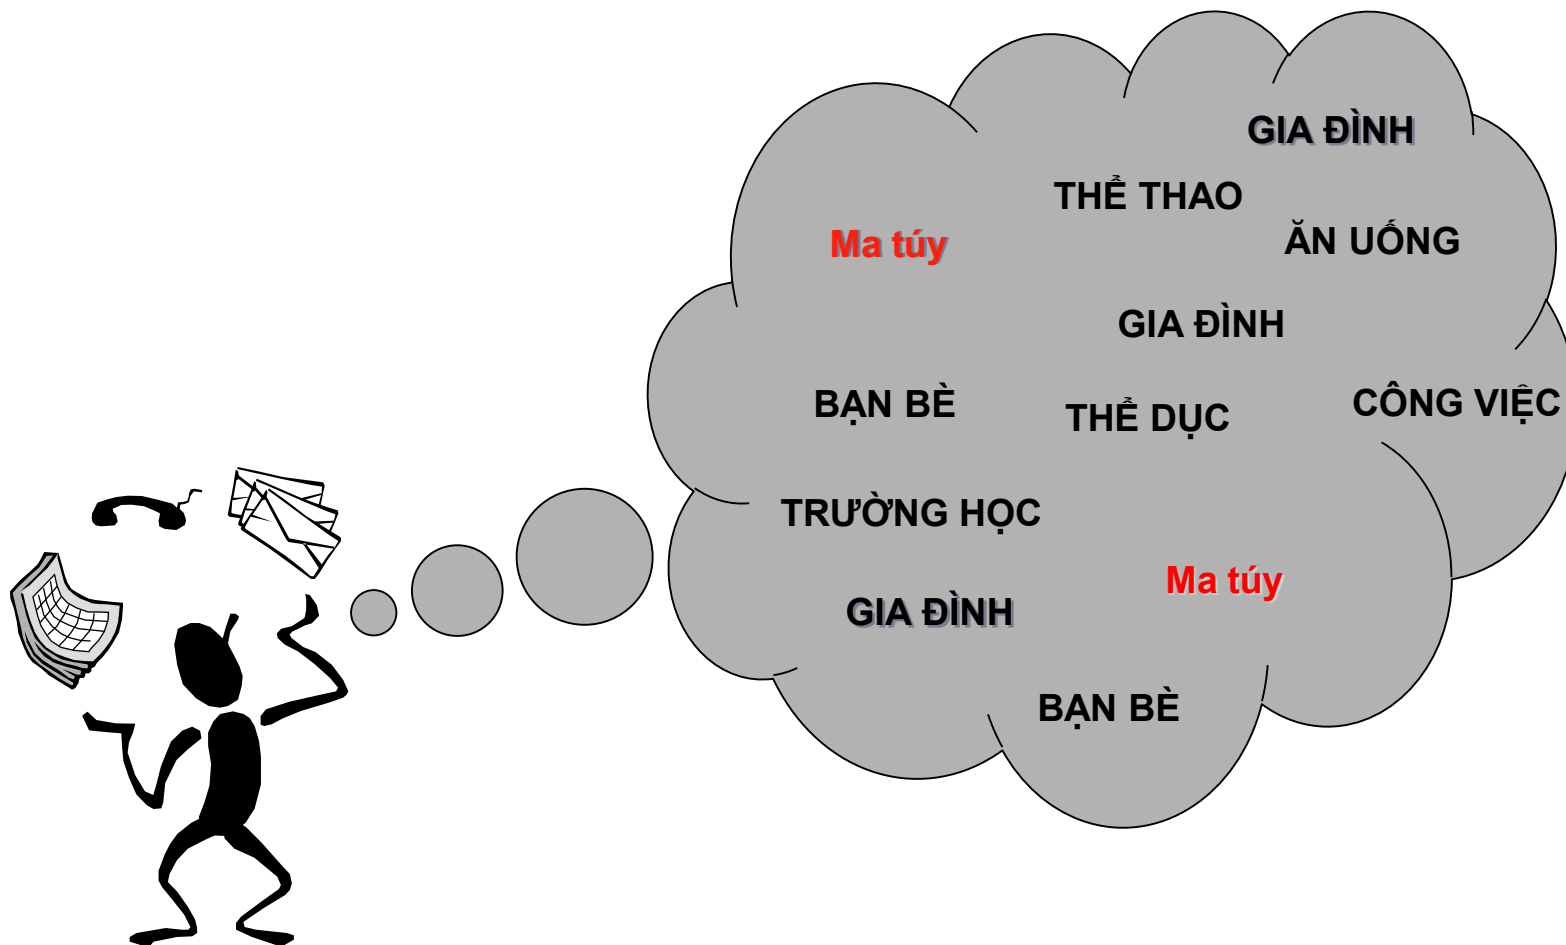 GIA ĐÌNH
THỂ THAO
Ma túy
ĂN UỐNG
GIA ĐÌNH
BẠN BÈ
THỂ DỤC
CÔNG VIỆC
TRƯỜNG HỌC
Ma túy
GIA ĐÌNH
BẠN BÈ